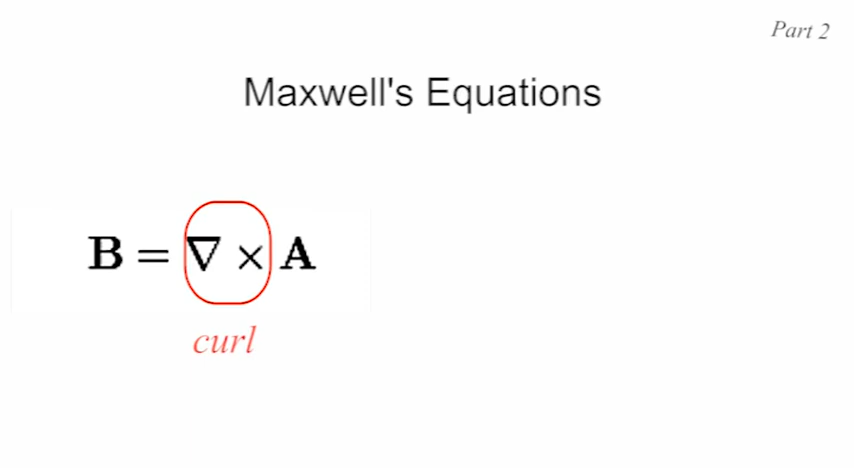 Part 2
Maxwell's Equations
B = ∇ × A
curl